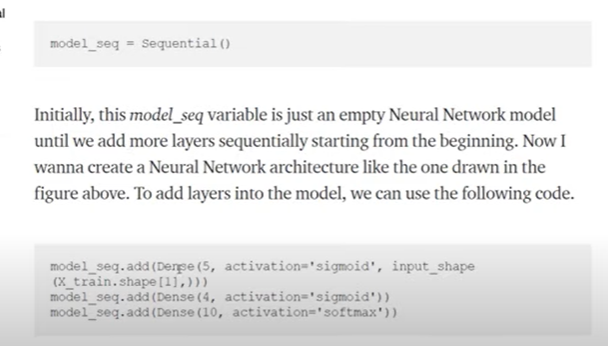 al
model_seq = Sequential()
Initially, this model_seq variable is just an empty Neural Network model
until we add more layers sequentially starting from the beginning. Now I
wanna create a Neural Network architecture like the one drawn in the
figure above. To add layers into the model, we can use the following code.
model_seq.add(Dense(5, activation='sigmoid', input_shape
(X_train.shape[1],)))
model_seq.add(Dense(4, activation='sigmoid'))
model_seq.add(Dense(10, activation='softmax'))